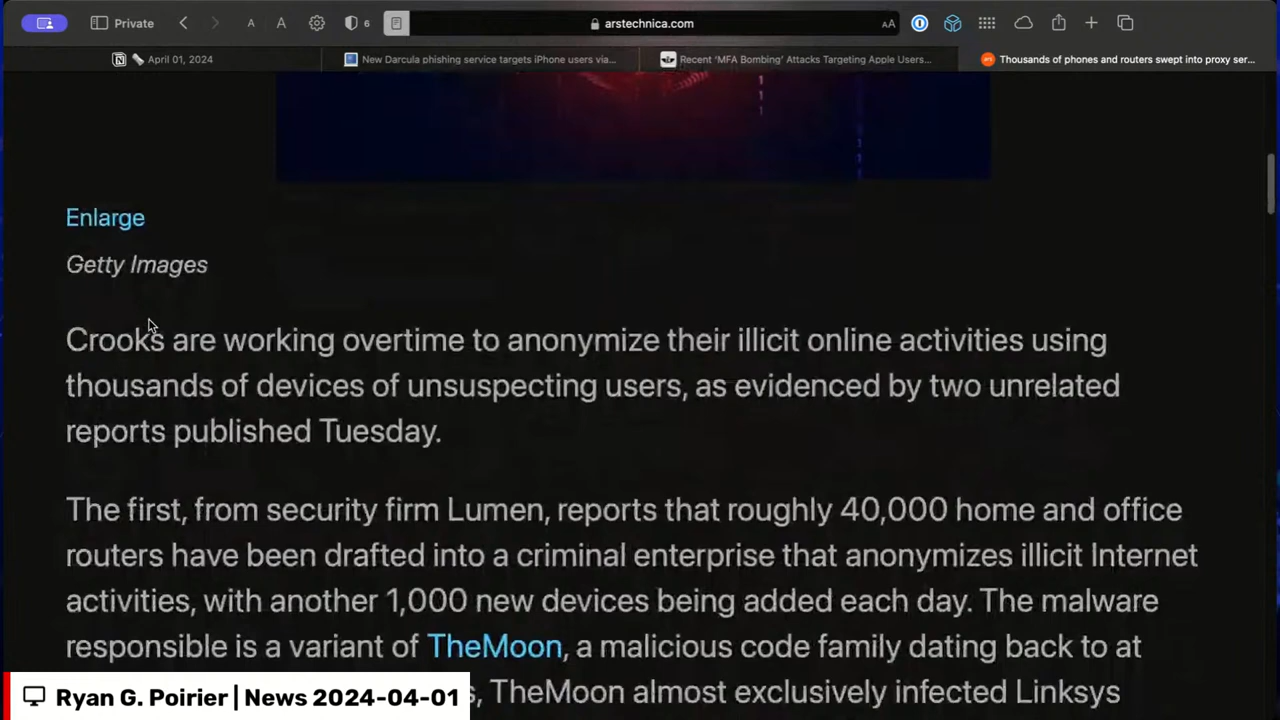 Private
A
A
6
arstechnica.com
AA
April 01, 2024
New Darcula phishing service targets iPhone users via...
Recent ‘MFA Bombing’ Attacks Targeting Apple Users...
Thousands of phones and routers swept into proxy ser...
Enlarge
Getty Images
Crooks are working overtime to anonymize their illicit online activities using
thousands of devices of unsuspecting users, as evidenced by two unrelated
reports published Tuesday.
The first, from security firm Lumen, reports that roughly 40,000 home and office
routers have been drafted into a criminal enterprise that anonymizes illicit Internet
activities, with another 1,000 new devices being added each day. The malware
responsible is a variant of TheMoon, a malicious code family dating back to at
, TheMoon almost exclusively infected Linksys
Ryan G. Poirier | News 2024-04-01